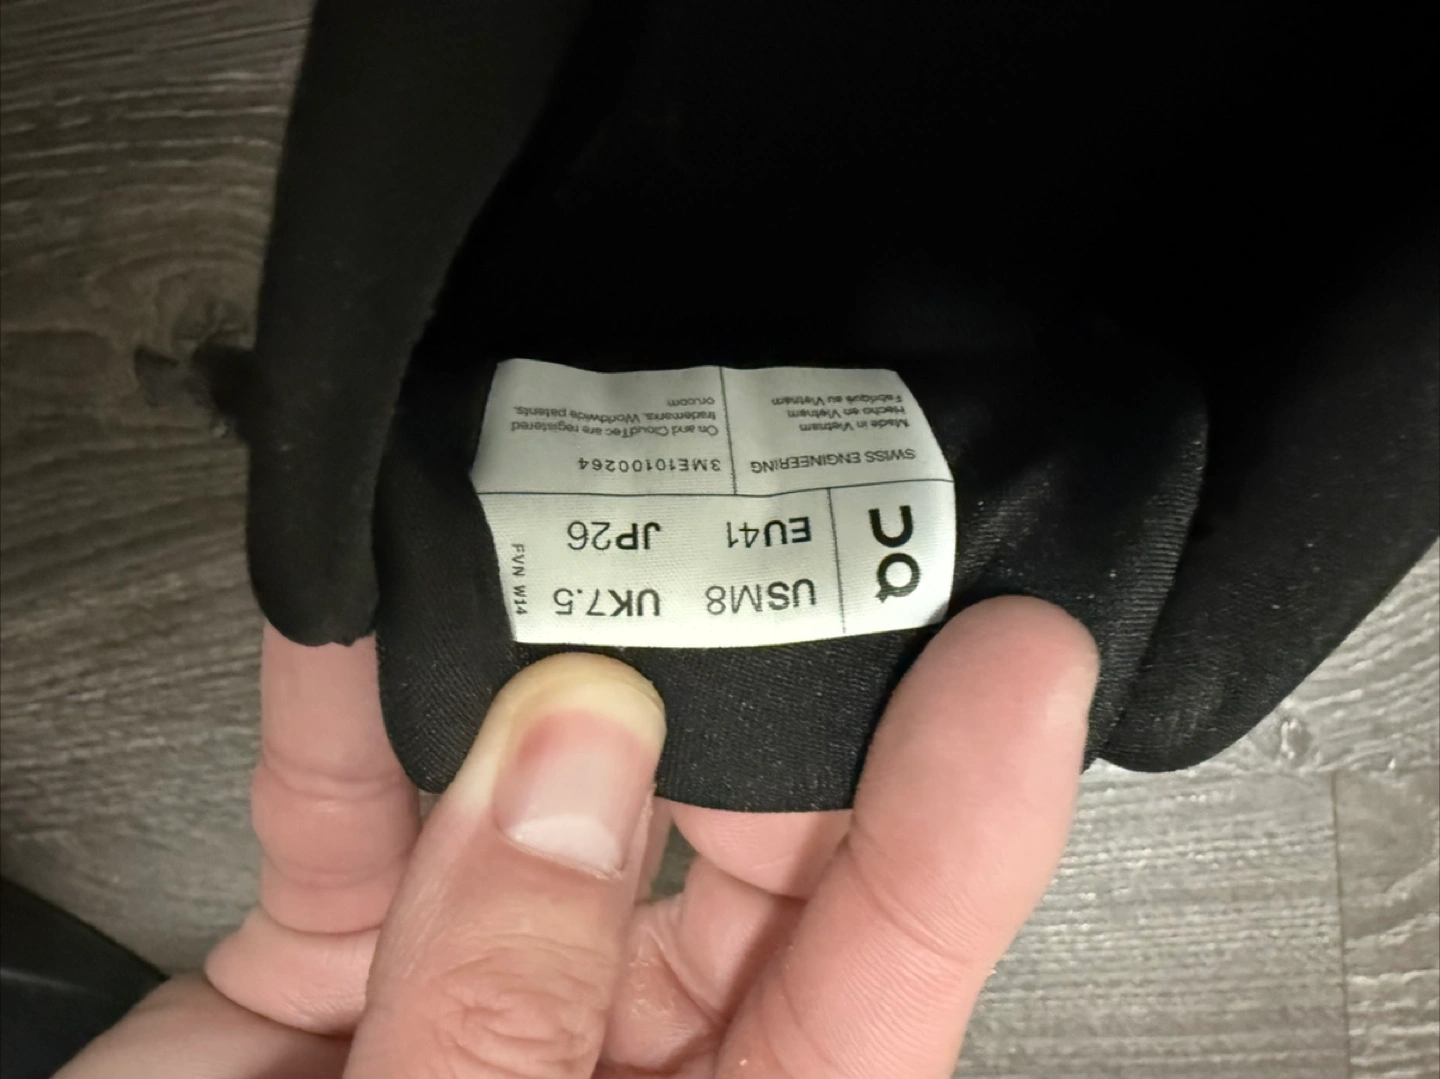 On
USM8 UK7.5
EU41 JP26
FVN W14
SWISS ENGINEERING
Made in Vietnam
Hecho en Vietnam
Fabriqué au Vietnam
3ME10100264
On and CloudTec are registered
trademarks. Worldwide patents.
on.com